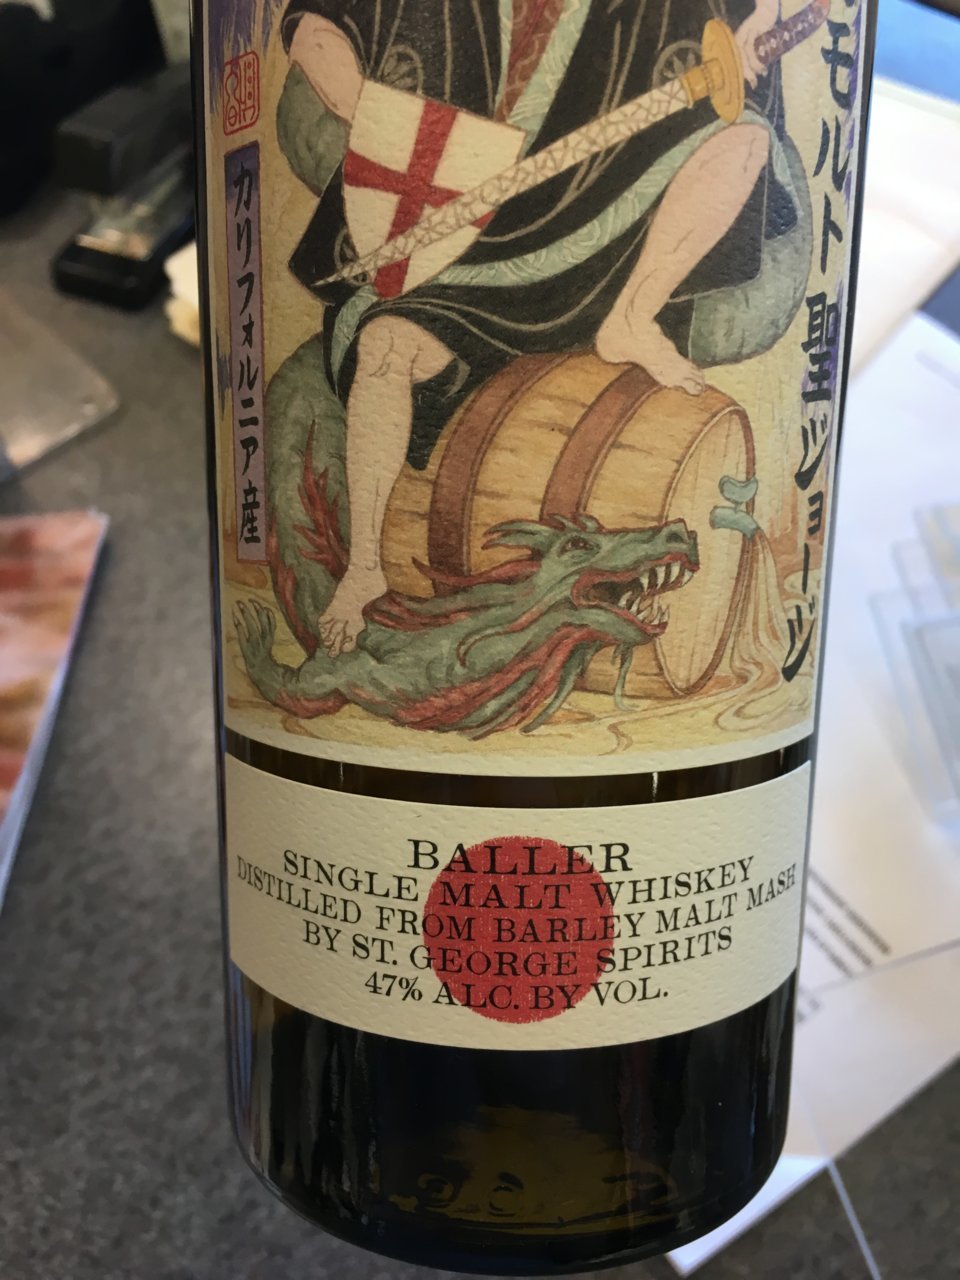 モルト 聖ジョージ
カリフォルニア産
BALLER
SINGLE MALT WHISKEY
DISTILLED FROM BARLEY MALT MASH
BY ST. GEORGE SPIRITS
47% ALC. BY VOL.